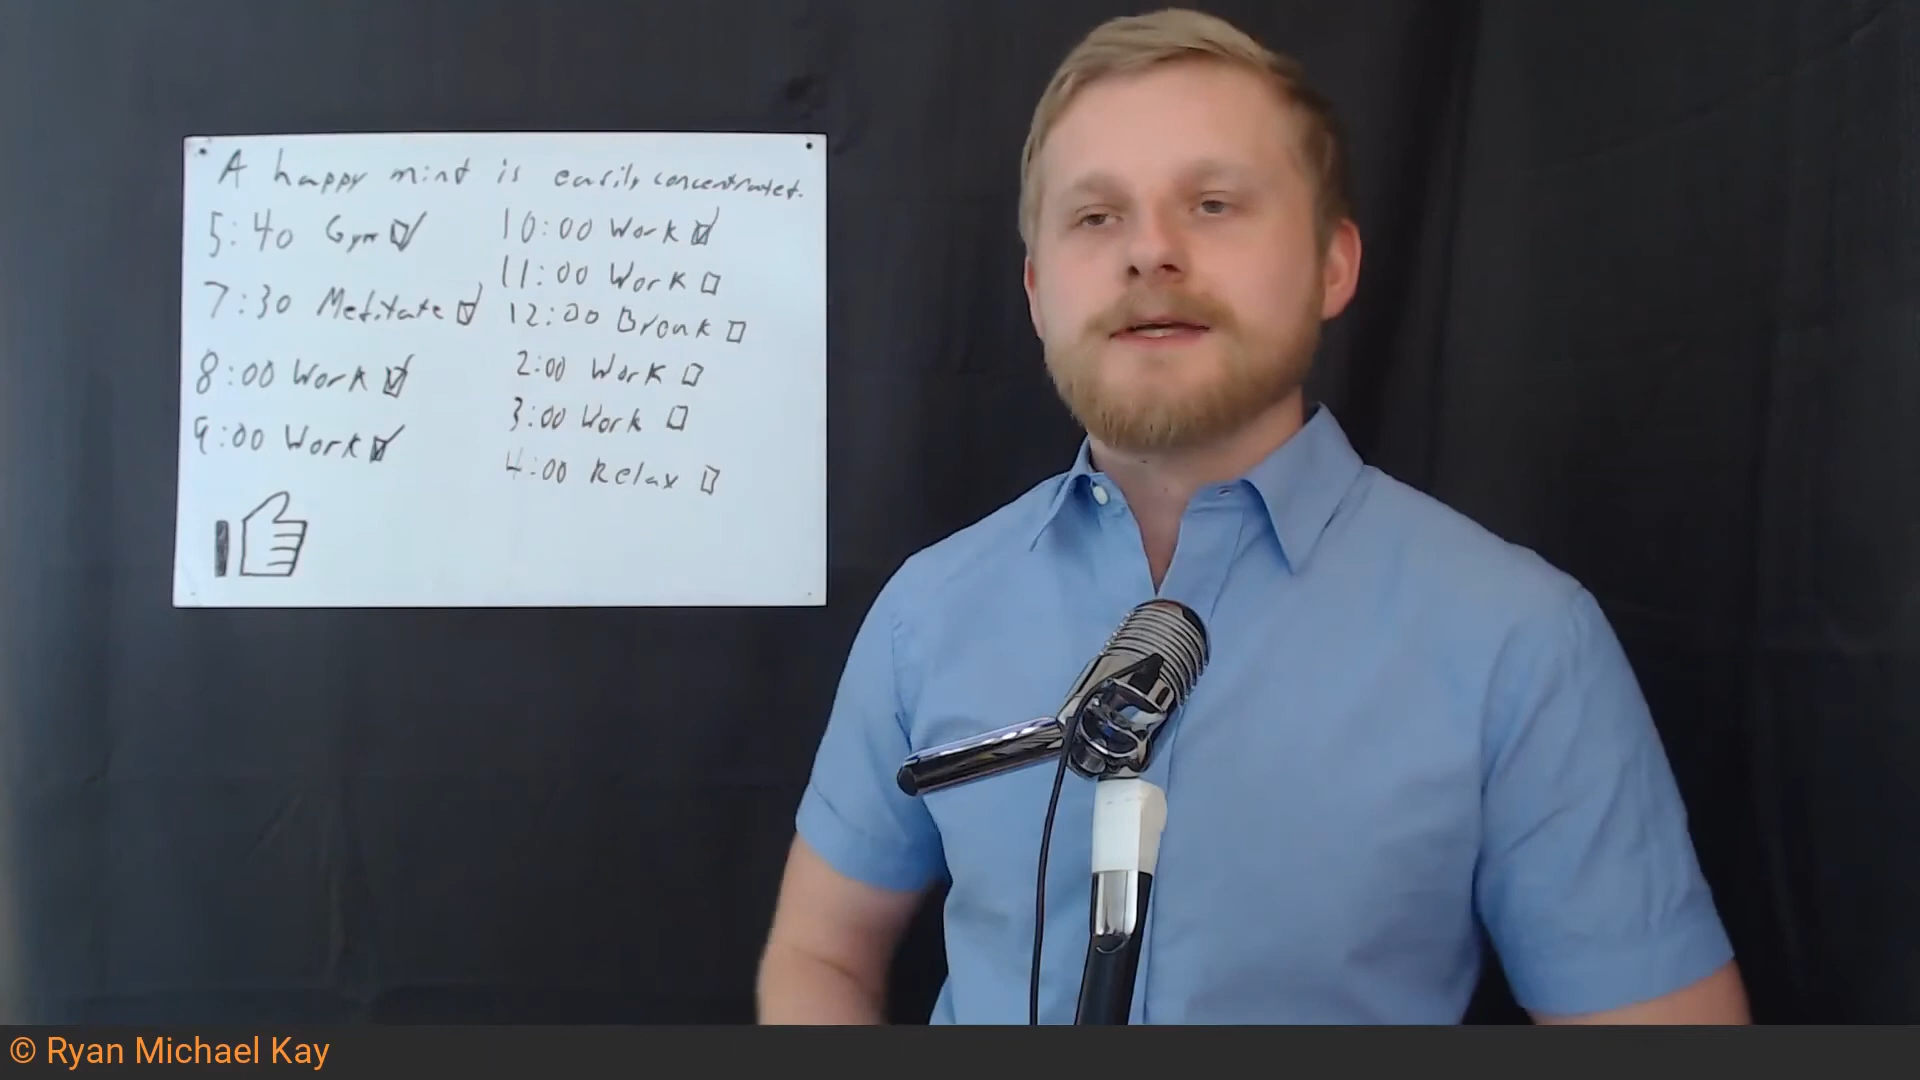 A happy mind is easily concentrated.
5:40 Gym
7:30 Meditate
8:00 Work
9:00 Work
10:00 Work
11:00 Work
12:00 Break
2:00 Work
3:00 Work
4:00 Relax
© Ryan Michael Kay